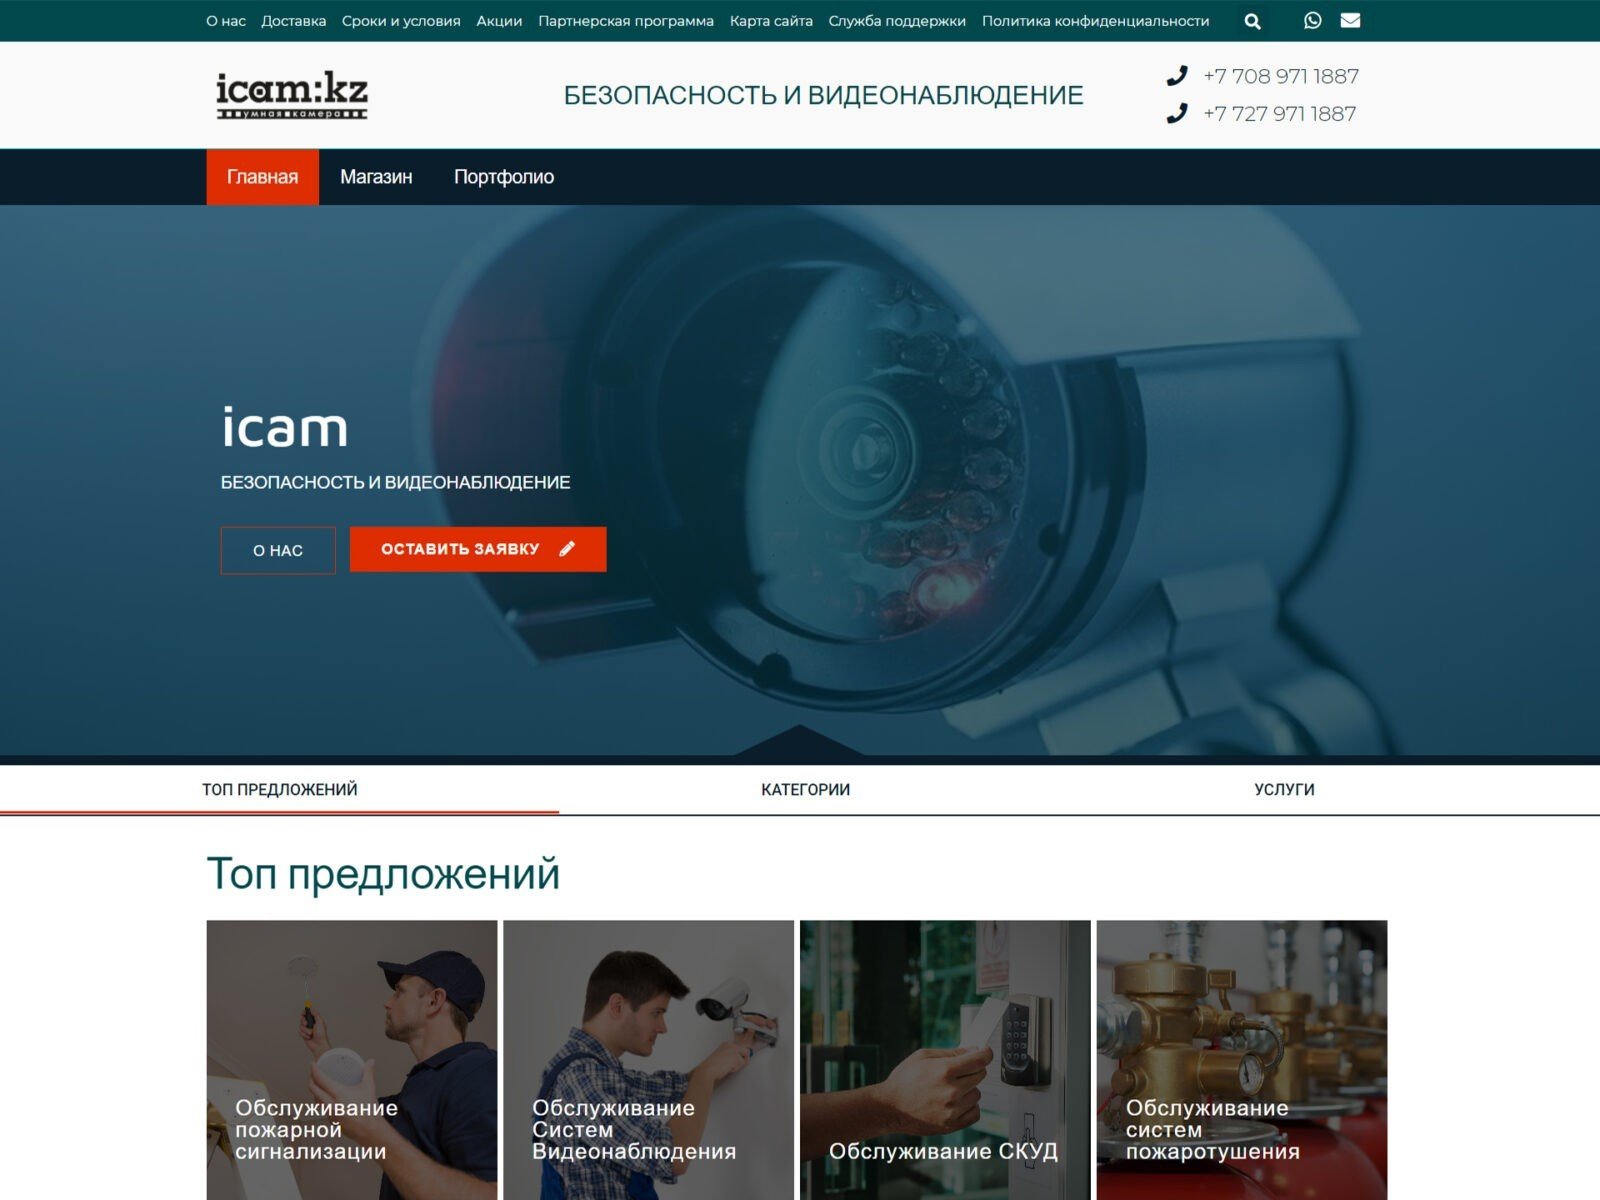 О нас Доставка Сроки и условия Акции Партнерская программа Карта сайта Служба поддержки Политика конфиденциальности
icam:kz
умная камера
БЕЗОПАСНОСТЬ И ВИДЕОНАБЛЮДЕНИЕ
+7 708 971 1887
+7 727 971 1887
Главная Магазин Портфолио
icam
БЕЗОПАСНОСТЬ И ВИДЕОНАБЛЮДЕНИЕ
О НАС ОСТАВИТЬ ЗАЯВКУ
ТОП ПРЕДЛОЖЕНИЙ КАТЕГОРИИ УСЛУГИ
Топ предложений
Обслуживание
пожарной
сигнализации
Обслуживание
Систем
Видеонаблюдения
Обслуживание СКУД
Обслуживание
систем
пожаротушения